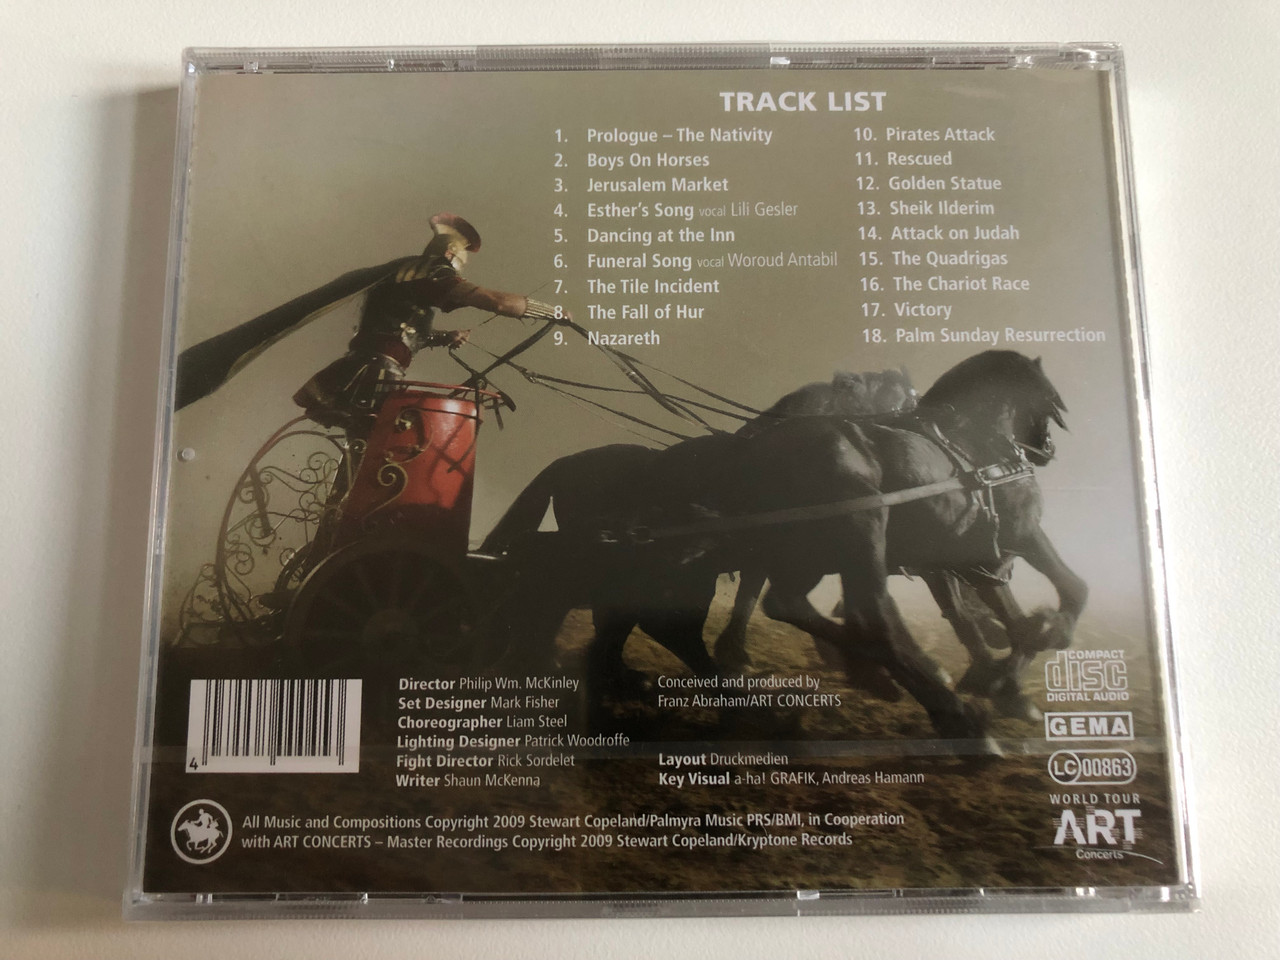 TRACK LIST
1. Prologue – The Nativity
2. Boys On Horses
3. Jerusalem Market
4. Esther's Song vocal Lili Gesler
5. Dancing at the Inn
6. Funeral Song vocal Woroud Antabil
7. The Tile Incident
8. The Fall of Hur
9. Nazareth
10. Pirates Attack
11. Rescued
12. Golden Statue
13. Sheik Ilderim
14. Attack on Judah
15. The Quadrigas
16. The Chariot Race
17. Victory
18. Palm Sunday Resurrection
4
Director Philip Wm. McKinley
Set Designer Mark Fisher
Choreographer Liam Steel
Lighting Designer Patrick Woodroffe
Fight Director Rick Sordelet
Writer Shaun McKenna
Conceived and produced by
Franz Abraham/ART CONCERTS
Layout Druckmedien
Key Visual a-ha! GRAFIK, Andreas Hamann
COMPACT
disc
DIGITAL AUDIO
GEMA
LC 00863
WORLD TOUR
ART
Concerts
All Music and Compositions Copyright 2009 Stewart Copeland/Palmyra Music PRS/BMI, in Cooperation
with ART CONCERTS – Master Recordings Copyright 2009 Stewart Copeland/Kryptone Records